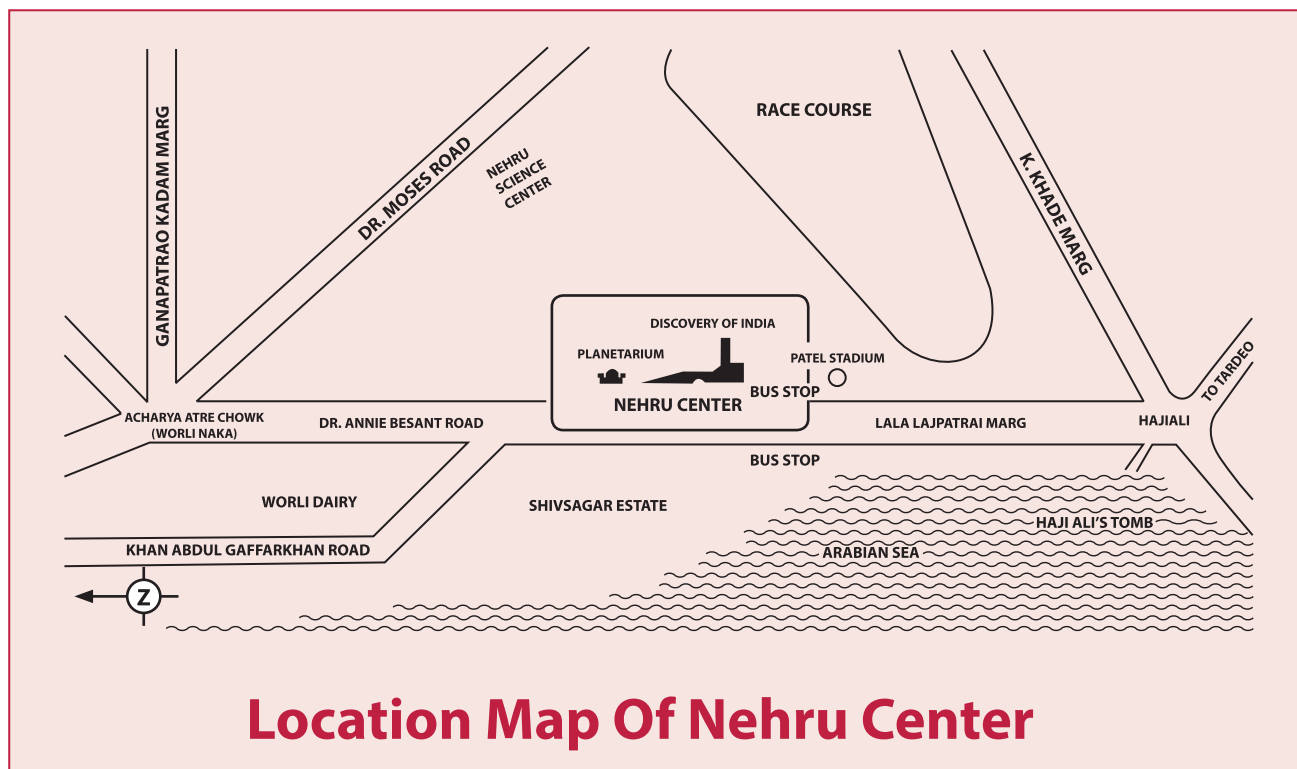 RACE COURSE
GANAPATRAO KADAM MARG
DR. MOSES ROAD
NEHRU
SCIENCE
CENTER
K. KHADE MARG
DISCOVERY OF INDIA
PLANETARIUM
PATEL STADIUM
TO TARDEO
BUS STOP
NEHRU CENTER
ACHARYA ATRE CHOWK
(WORLI NAKA)
DR. ANNIE BESANT ROAD
LALA LAJPATRAI MARG
HAJIALI
BUS STOP
WORLI DAIRY
SHIVSAGAR ESTATE
HAJI ALI'S TOMB
KHAN ABDUL GAFFARKHAN ROAD
ARABIAN SEA
Z
Location Map Of Nehru Center